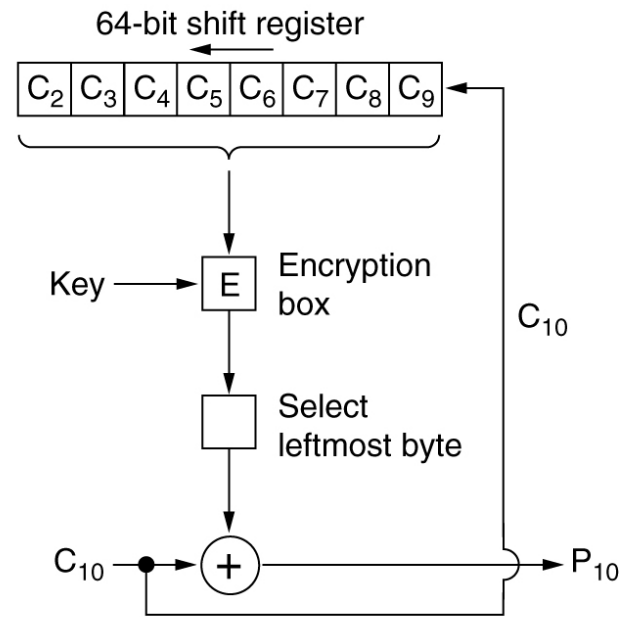 64-bit shift register
C2 C3 C4 C5 C6 C7 C8 C9
Key
E
Encryption
box
C10
Select
leftmost byte
C10
+
P10